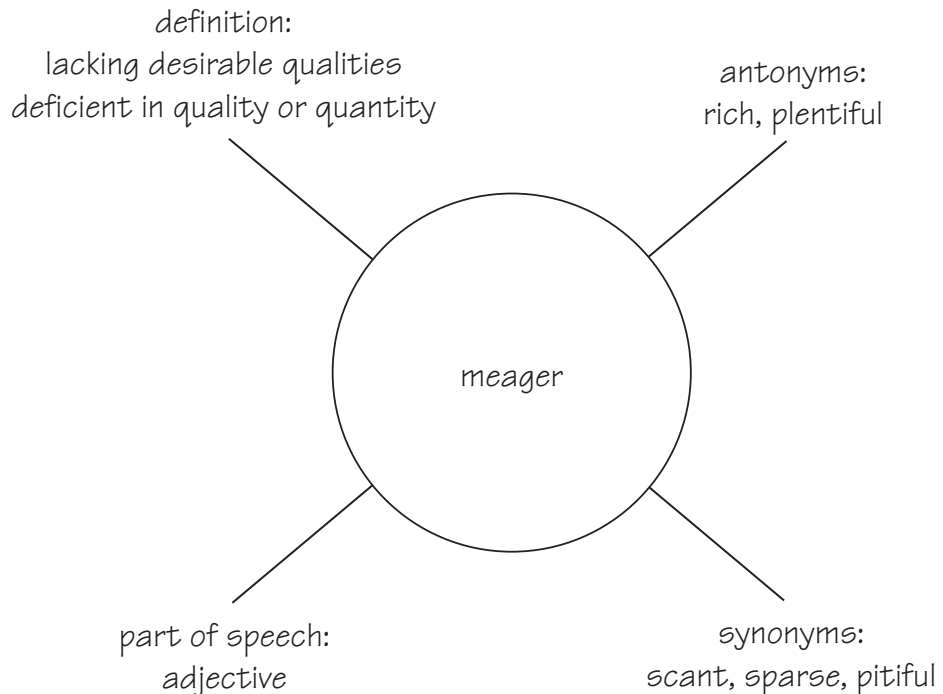 definition:
lacking desirable qualities
deficient in quality or quantity
antonyms:
rich, plentiful
meager
part of speech:
adjective
synonyms:
scant, sparse, pitiful